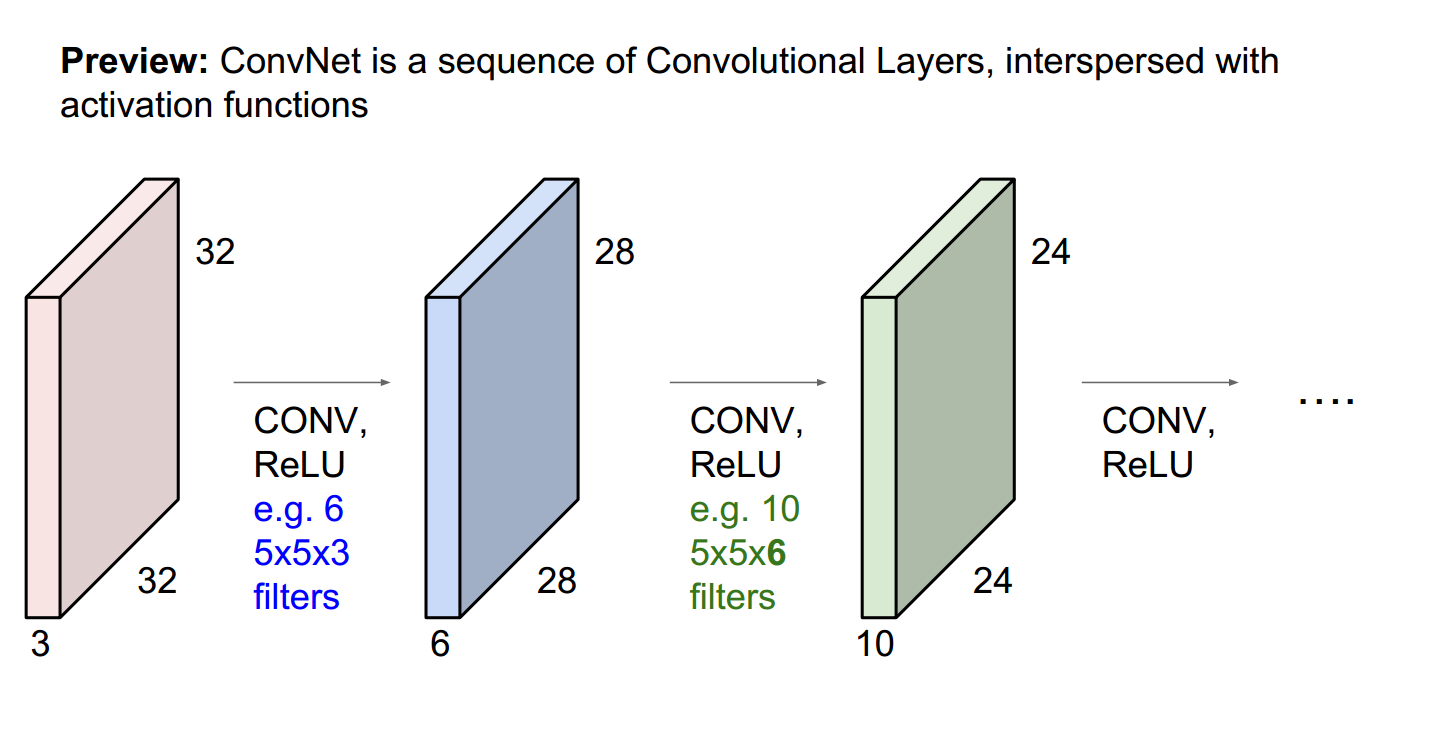 Preview: ConvNet is a sequence of Convolutional Layers, interspersed with
activation functions
32
32
3
CONV,
ReLU
e.g. 6
5x5x3
filters
28
28
6
CONV,
ReLU
e.g. 10
5x5x6
filters
24
24
10
CONV,
ReLU
....